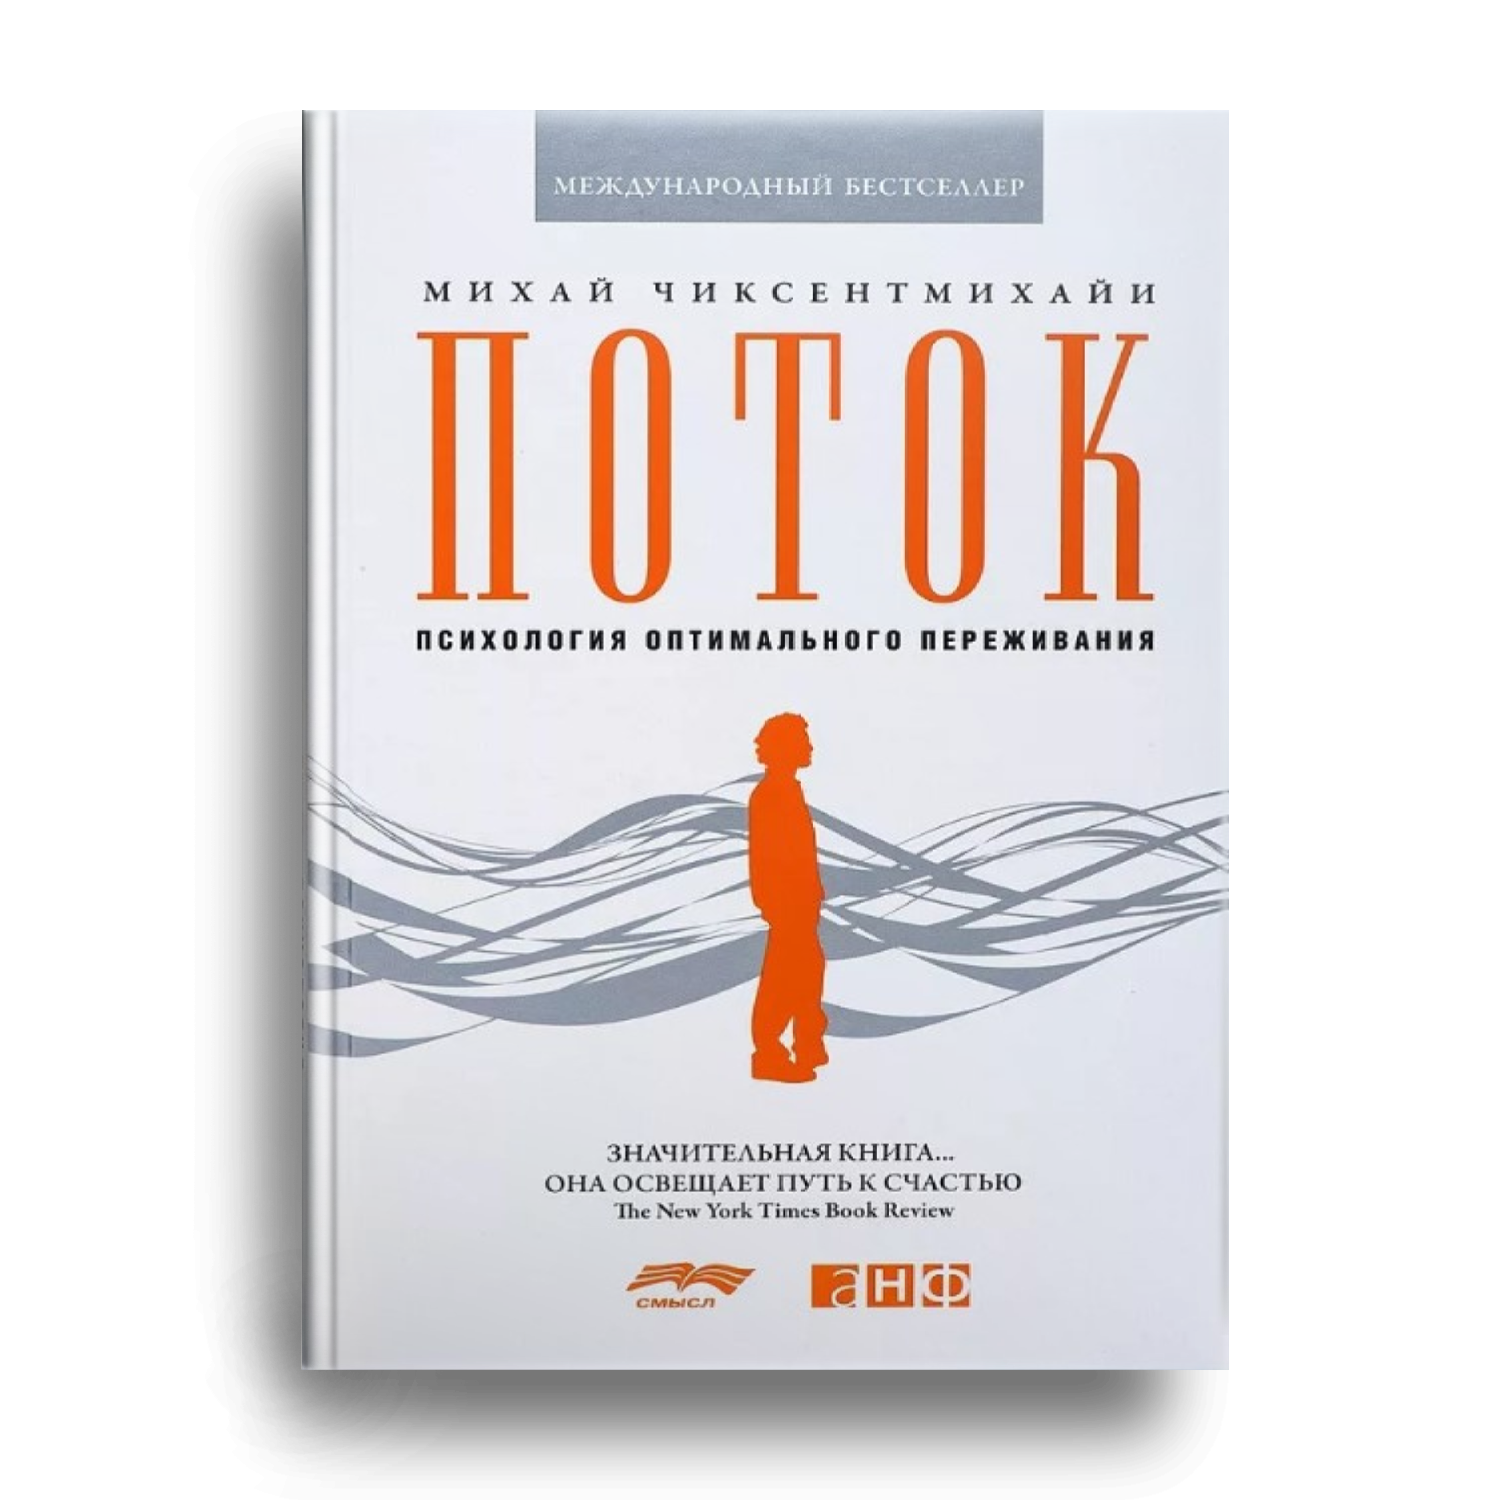 МЕЖДУНАРОДНЫЙ БЕСТСЕЛЛЕР
МИХАЙ ЧИКСЕНТМИХАЙИ
ПОТОК
ПСИХОЛОГИЯ ОПТИМАЛЬНОГО ПЕРЕЖИВАНИЯ
ЗНАЧИТЕЛЬНАЯ КНИГА...
ОНА ОСВЕЩАЕТ ПУТЬ К СЧАСТЬЮ
The New York Times Book Review
СМЫСЛ
анф